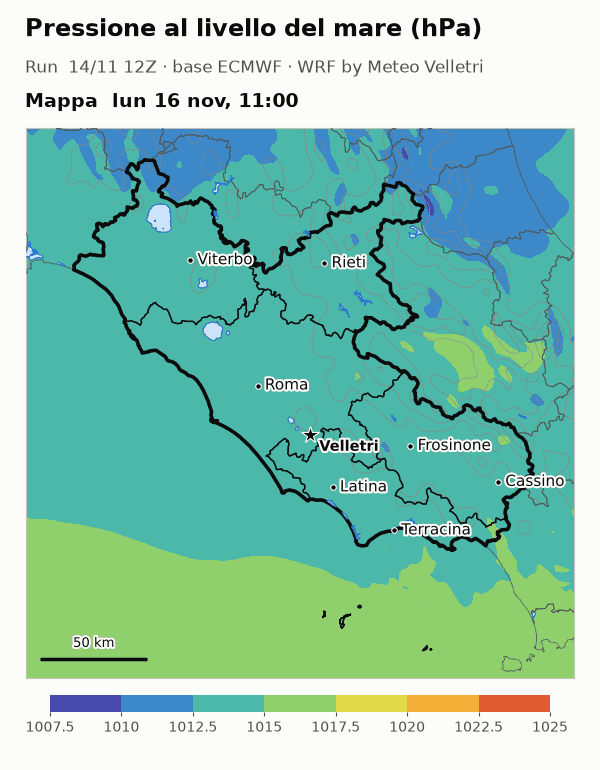 Pressione al livello del mare (hPa)
Run 14/11 12Z · base ECMWF · WRF by Meteo Velletri
Mappa lun 16 nov, 11:00
Viterbo
Rieti
Roma
Velletri
Frosinone
Latina
Cassino
Terracina
50 km
1007.5 1010 1012.5 1015 1017.5 1020 1022.5 1025